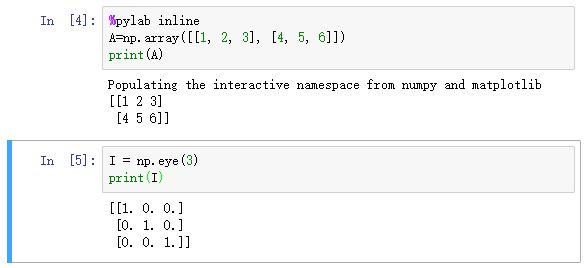 In [4]: %pylab inline
A=np.array([[1, 2, 3], [4, 5, 6]])
print(A)
Populating the interactive namespace from numpy and matplotlib
[[1 2 3]
 [4 5 6]]
In [5]: I = np.eye(3)
print(I)
[[1. 0. 0.]
 [0. 1. 0.]
 [0. 0. 1.]]